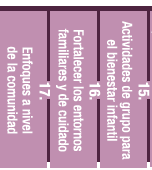 15.
Actividades de grupo para
el bienestar infantil
16.
Fortalecer los entornos
familiares y de cuidado
17.
Enfoques a nivel
de la comunidad